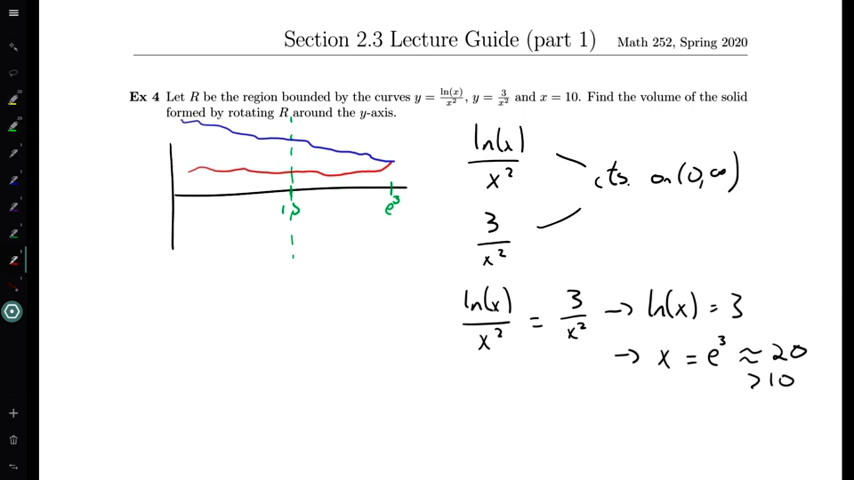 Section 2.3 Lecture Guide (part 1) Math 252, Spring 2020
Ex 4 Let R be the region bounded by the curves y = ln(x)/x², y = 3/x² and x = 10. Find the volume of the solid
formed by rotating R around the y-axis.
ln(x)/x²
cts. on (0,∞)
3/x²
10
e³
ln(x)/x² = 3/x² → ln(x) = 3
→ x = e³ ≈ 20
>10